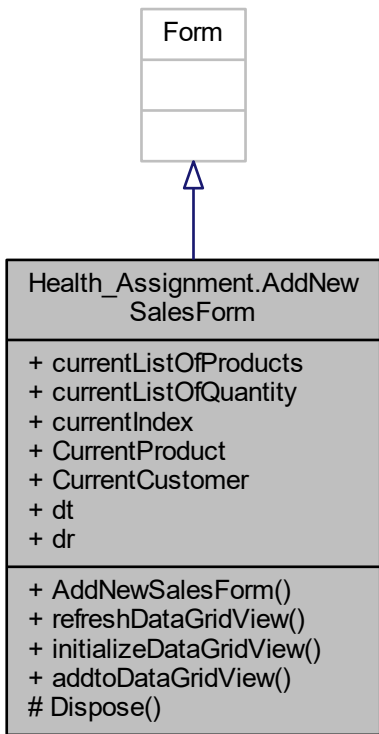 Form
Health_Assignment.AddNew
SalesForm
+ currentListOfProducts
+ currentListOfQuantity
+ currentIndex
+ CurrentProduct
+ CurrentCustomer
+ dt
+ dr
+ AddNewSalesForm()
+ refreshDataGridView()
+ initializeDataGridView()
+ addtoDataGridView()
# Dispose()